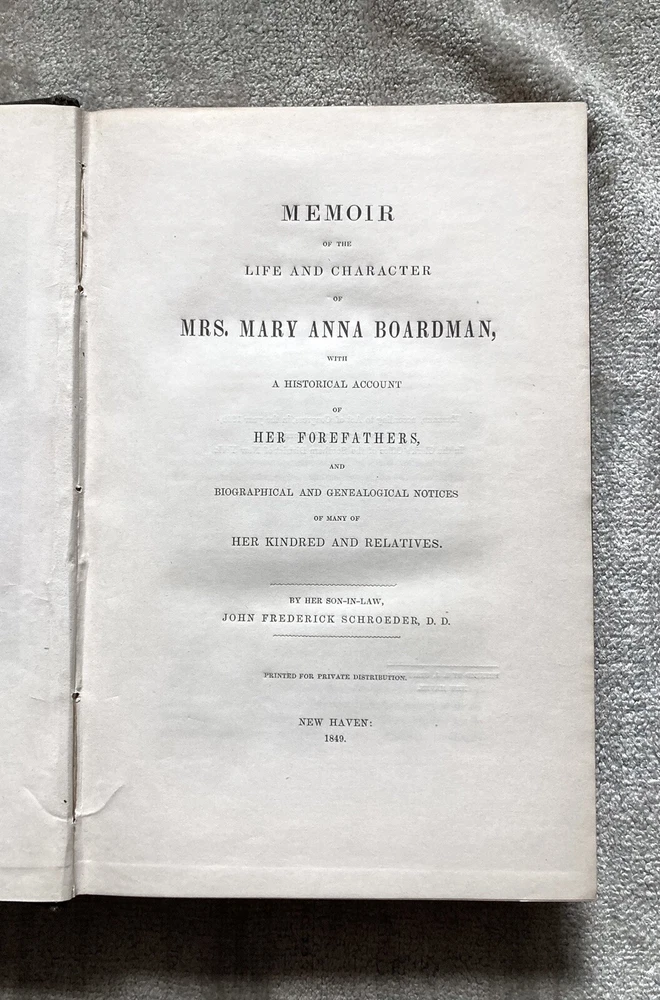 MEMOIR
OF THE
LIFE AND CHARACTER
OF
MRS. MARY ANNA BOARDMAN,
WITH
A HISTORICAL ACCOUNT
OF
HER FOREFATHERS,
AND
BIOGRAPHICAL AND GENEALOGICAL NOTICES
OF MANY OF
HER KINDRED AND RELATIVES.
BY HER SON-IN-LAW,
JOHN FREDERICK SCHROEDER, D. D.
PRINTED FOR PRIVATE DISTRIBUTION.
NEW HAVEN:
1849.